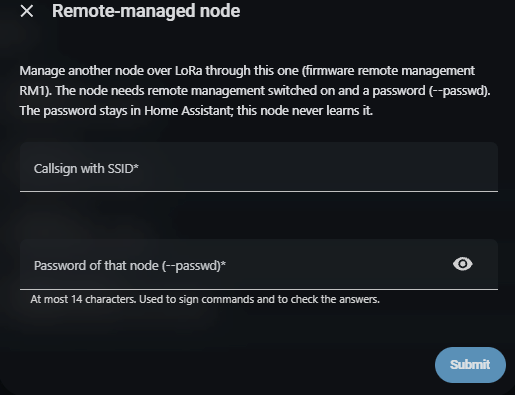 Remote-managed node
Manage another node over LoRa through this one (firmware remote management
RM1). The node needs remote management switched on and a password (--passwd).
The password stays in Home Assistant; this node never learns it.
Callsign with SSID*
Password of that node (--passwd)*
At most 14 characters. Used to sign commands and to check the answers.
Submit